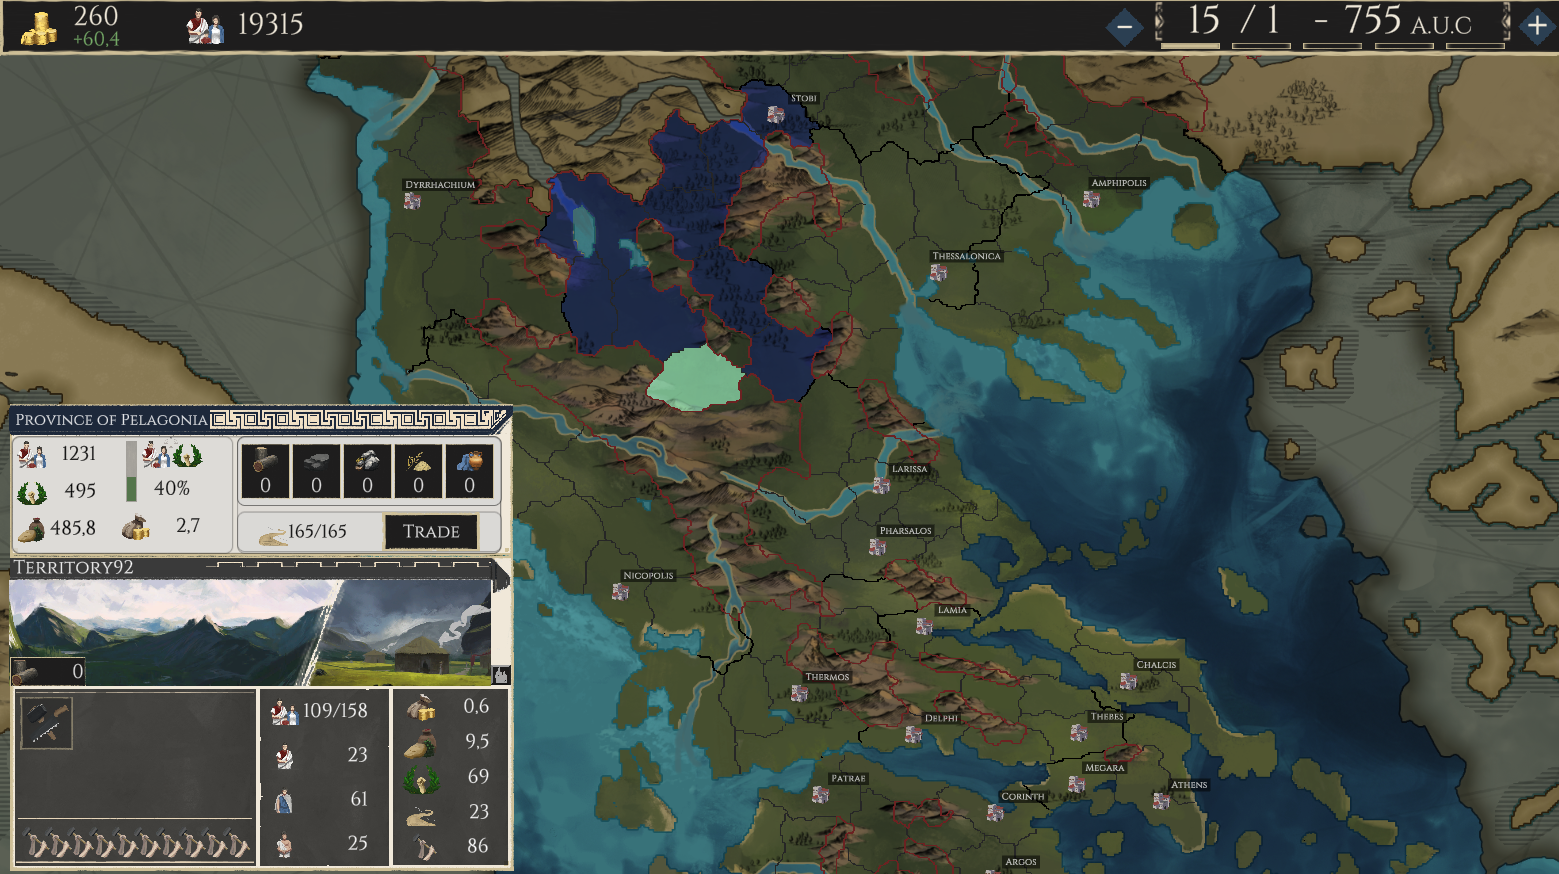 260
+60,4
19315
−
15 / 1 - 755 A.U.C
+
Stobi
Dyrrhachium
Amphipolis
Thessalonica
Larissa
Pharsalos
Nicopolis
Lamia
Chalcis
Thermos
Delphi
Thebes
Megara
Athens
Patrae
Corinth
Argos
Province of Pelagonia
1231
495
40%
485,8
2,7
0 0 0 0 0
165/165
Trade
Territory92
0
109/158
23
61
25
0,6
9,5
69
23
86